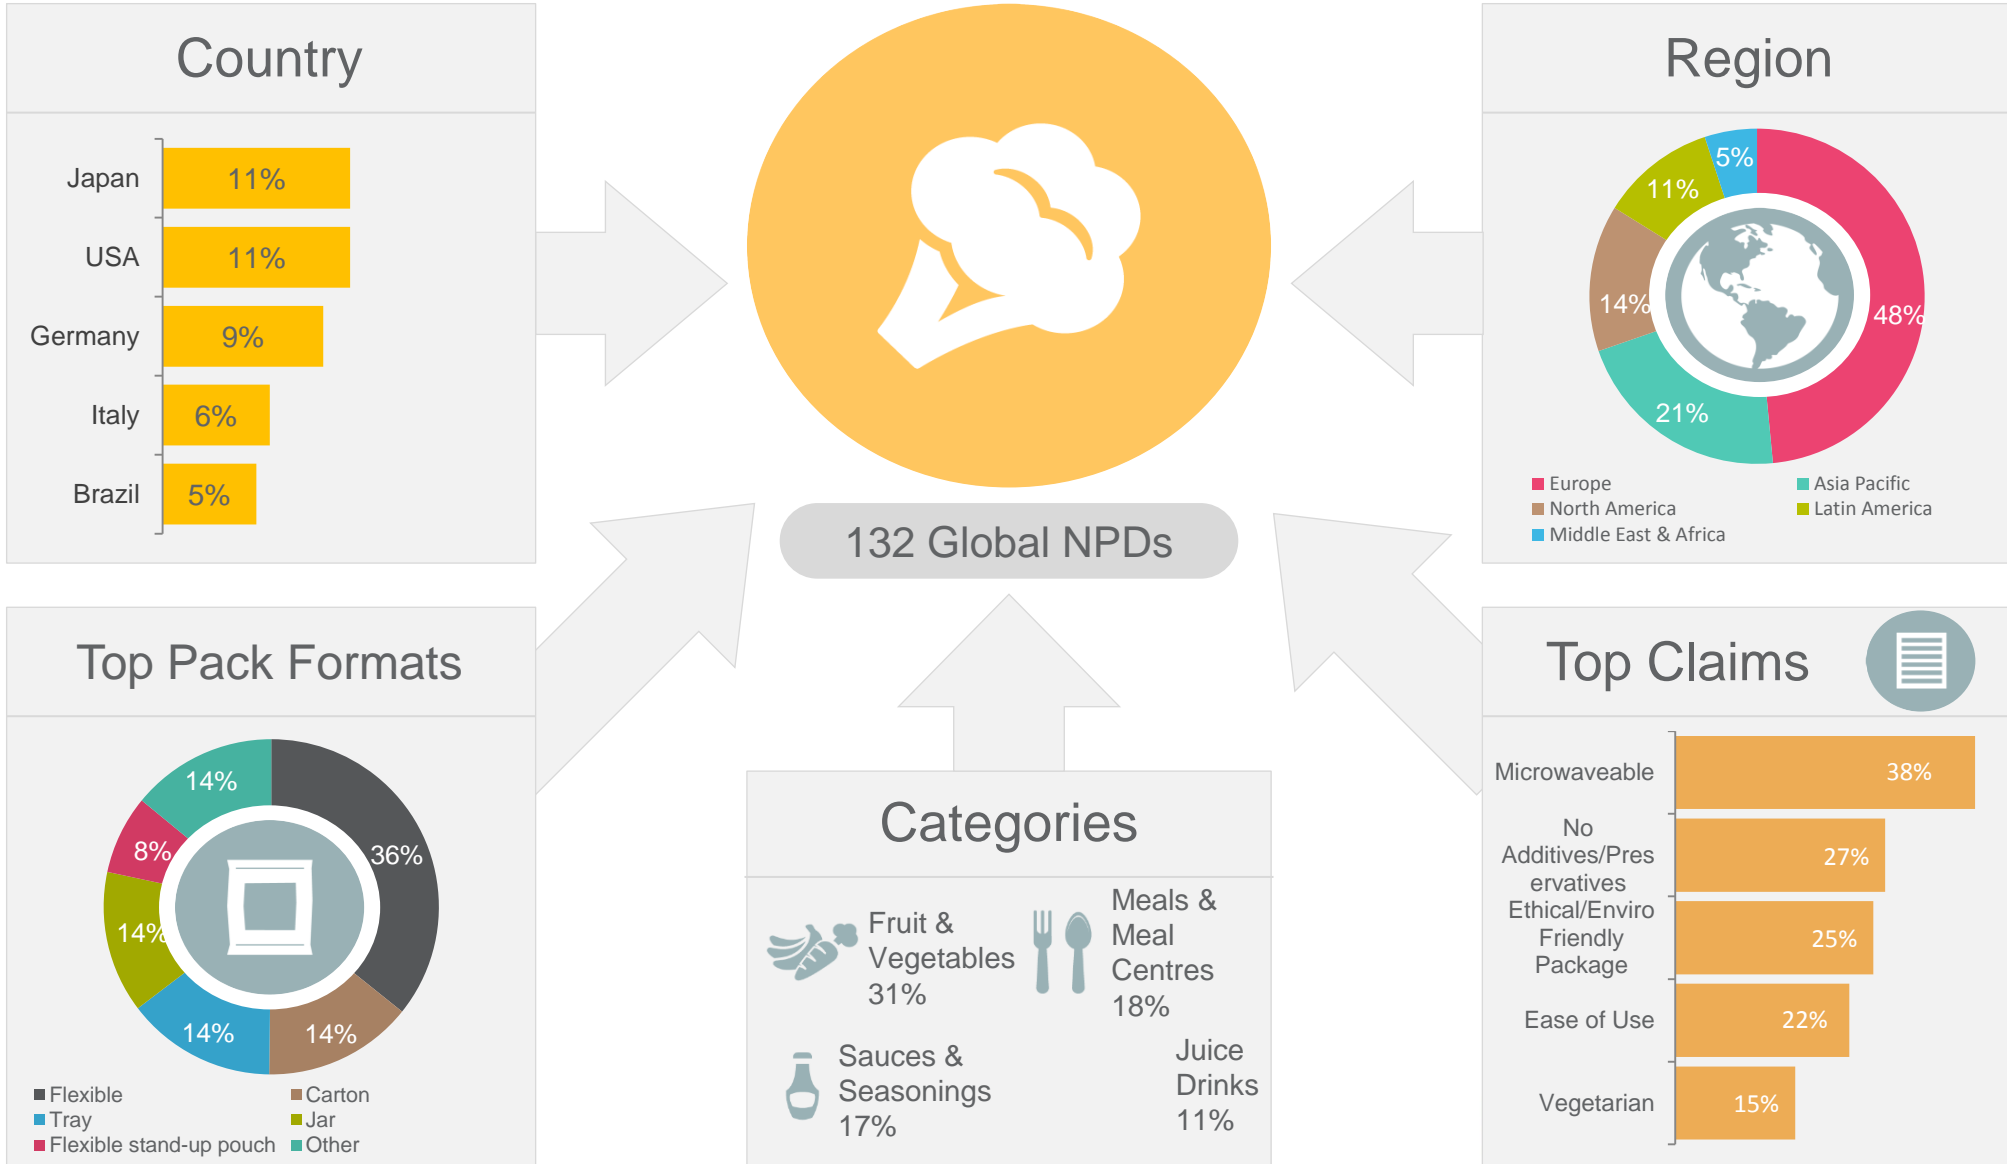 Country
Japan
11%
USA
11%
Germany
9%
Italy
6%
Brazil
5%
132 Global NPDs
Region
5%
11%
14%
48%
21%
Europe
Asia Pacific
North America
Latin America
Middle East & Africa
Top Pack Formats
14%
8%
36%
14%
14%
14%
Flexible
Carton
Tray
Jar
Flexible stand-up pouch
Other
Categories
Fruit &
Vegetables
31%
Meals &
Meal
Centres
18%
Sauces &
Seasonings
17%
Juice
Drinks
11%
Top Claims
Microwaveable
38%
No
Additives/Pres
ervatives
27%
Ethical/Enviro
Friendly
Package
25%
Ease of Use
22%
Vegetarian
15%